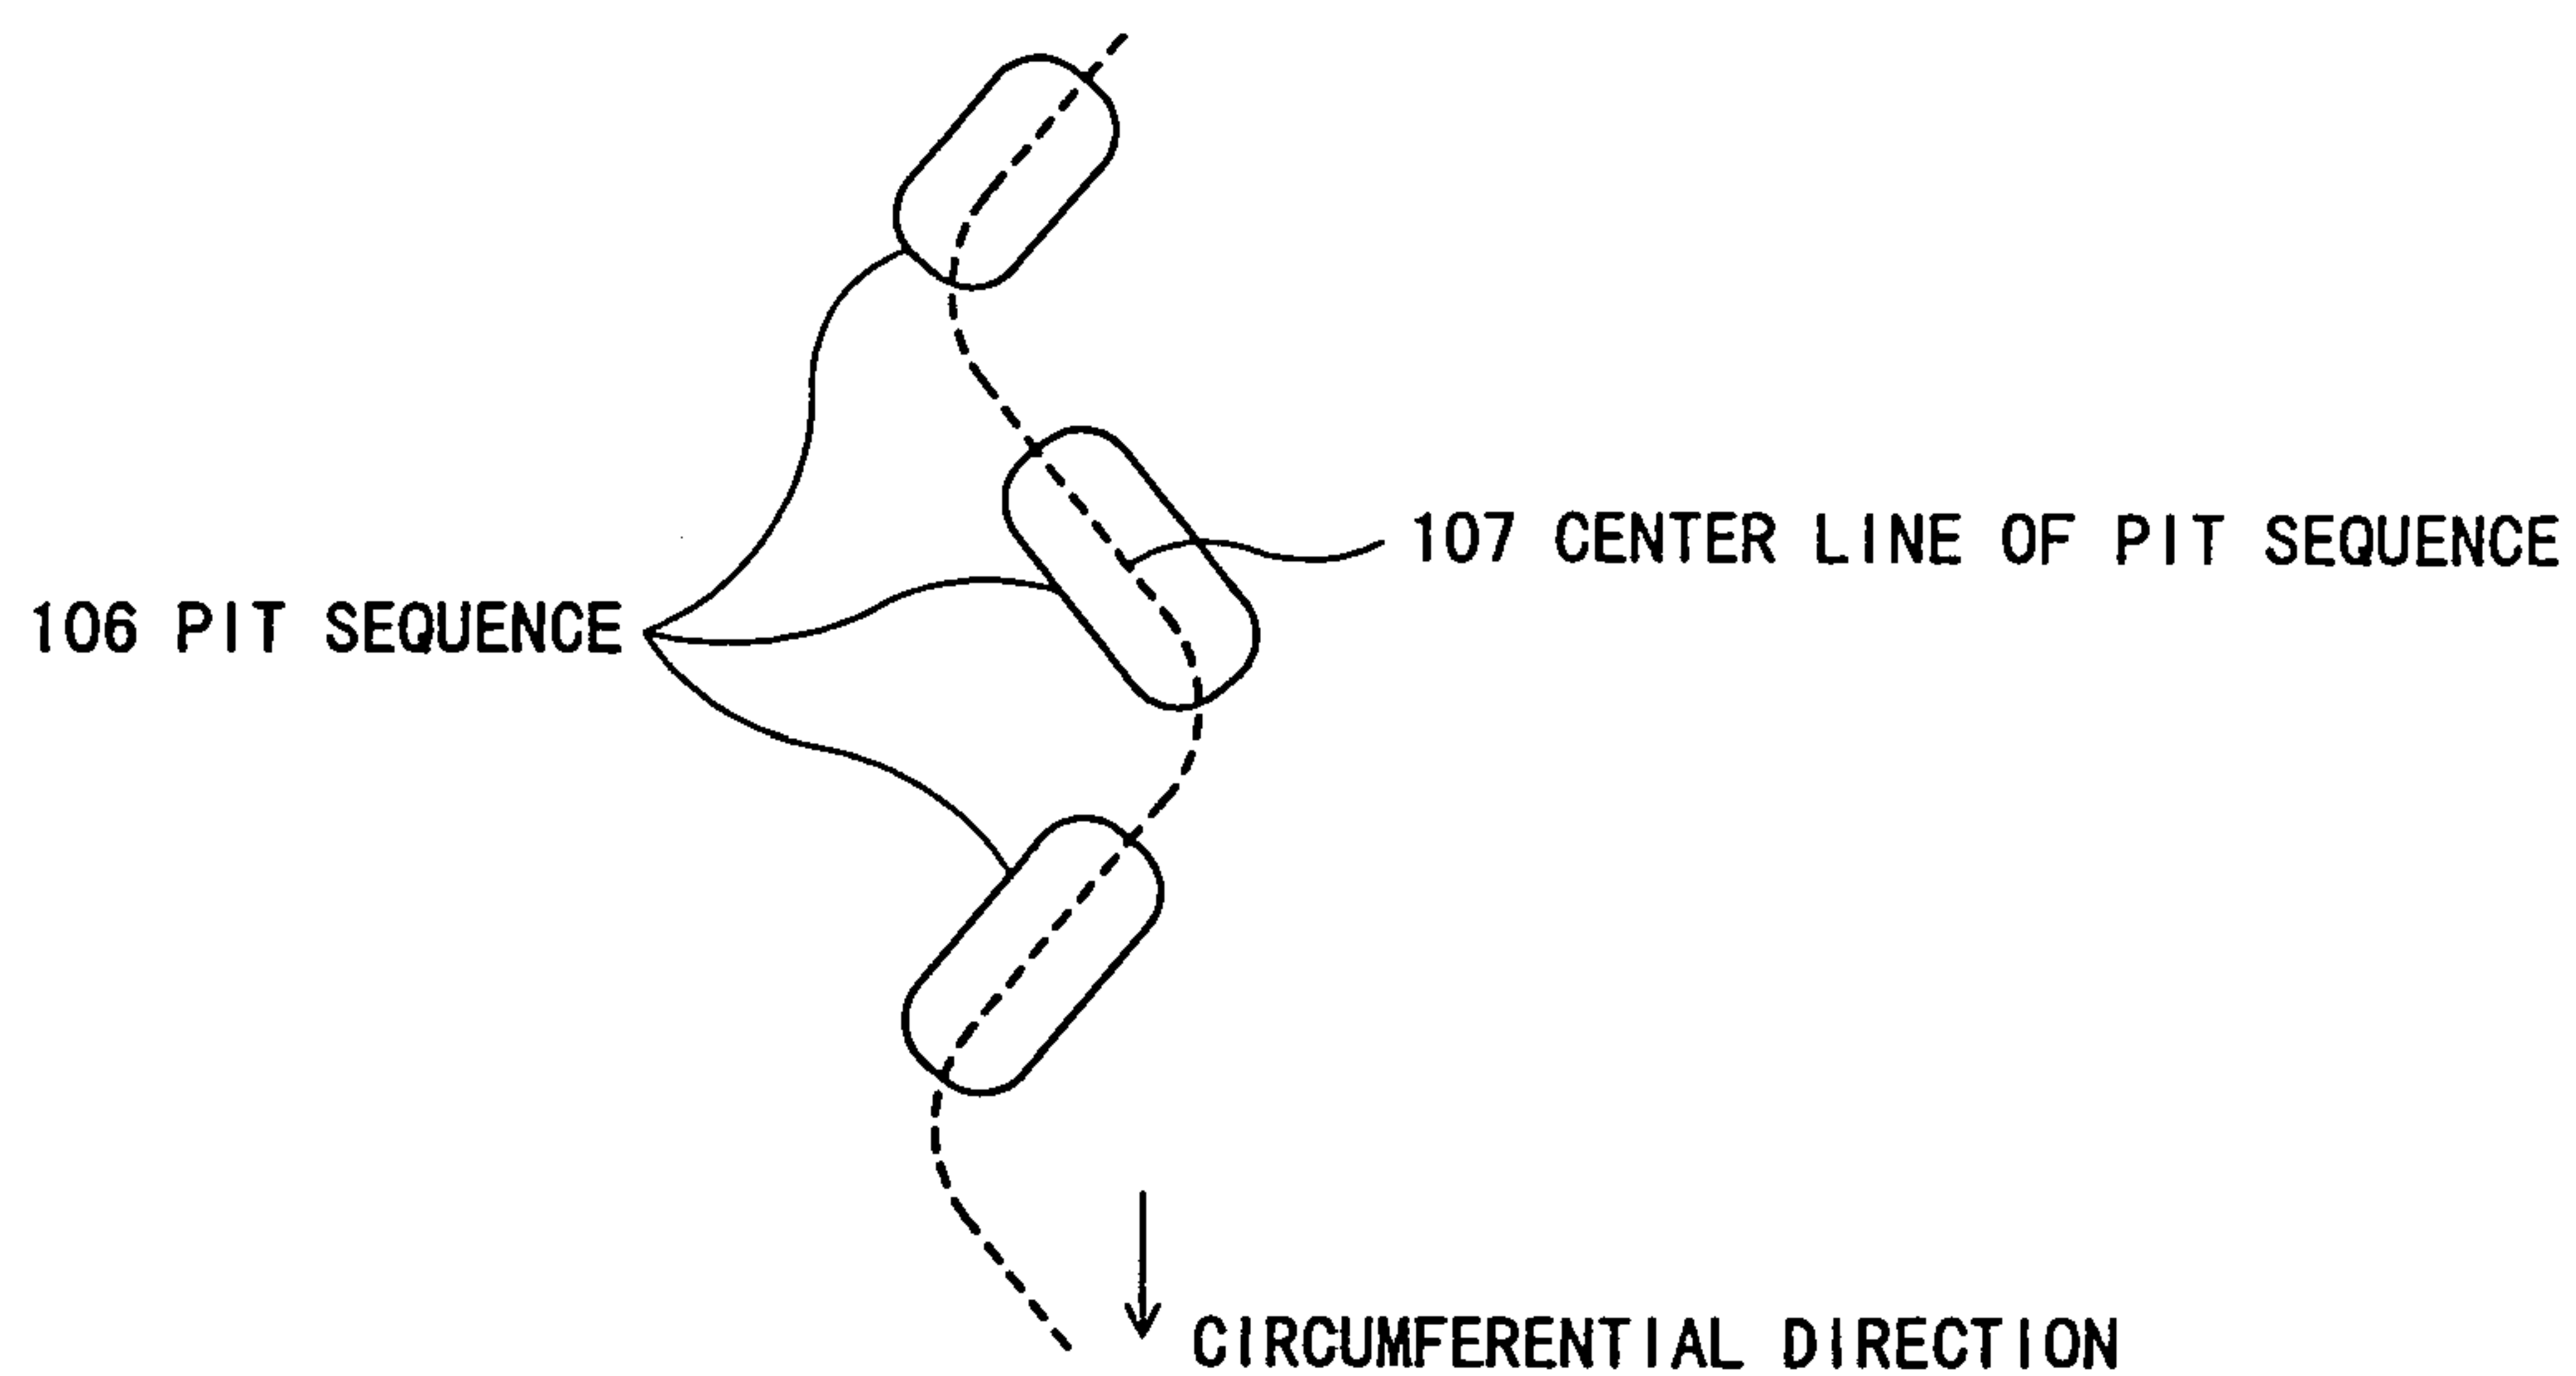 107 CENTER LINE OF PIT SEQUENCE
106 PIT SEQUENCE
CIRCUMFERENTIAL DIRECTION